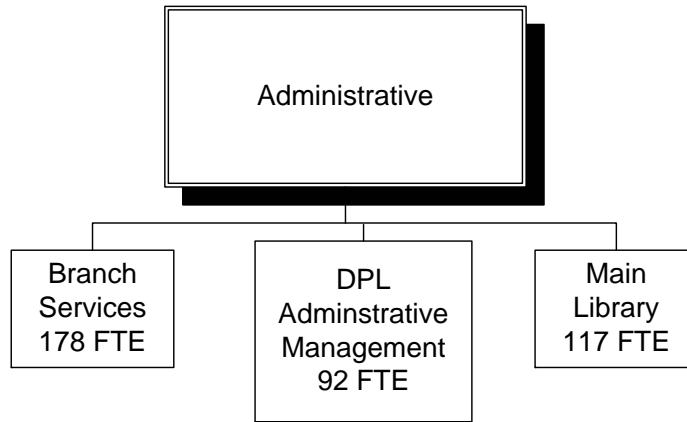 Administrative
Branch
Services
178 FTE
DPL
Adminstrative
Management
92 FTE
Main
Library
117 FTE